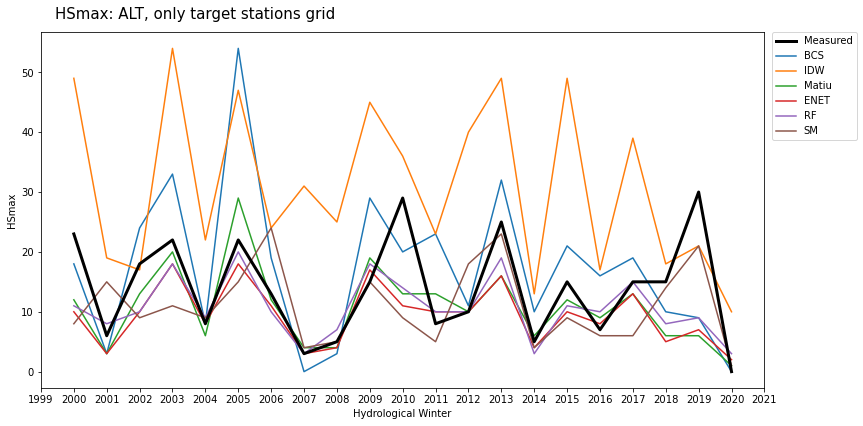 HSmax: ALT, only target stations grid
Measured
BCS
IDW
Matiu
ENET
RF
SM
HSmax
50
40
30
20
10
0
1999 2000 2001 2002 2003 2004 2005 2006 2007 2008 2009 2010 2011 2012 2013 2014 2015 2016 2017 2018 2019 2020 2021
Hydrological Winter